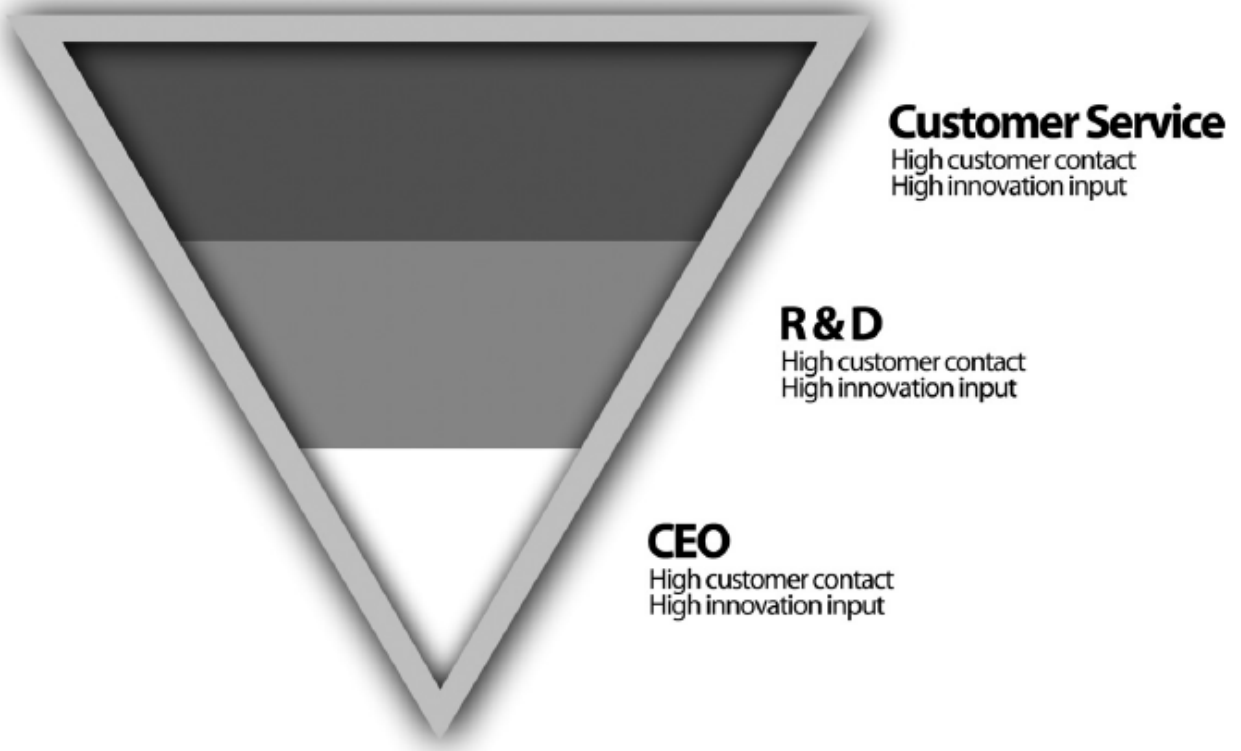 Customer Service
High customer contact
High innovation input
R & D
High customer contact
High innovation input
CEO
High customer contact
High innovation input